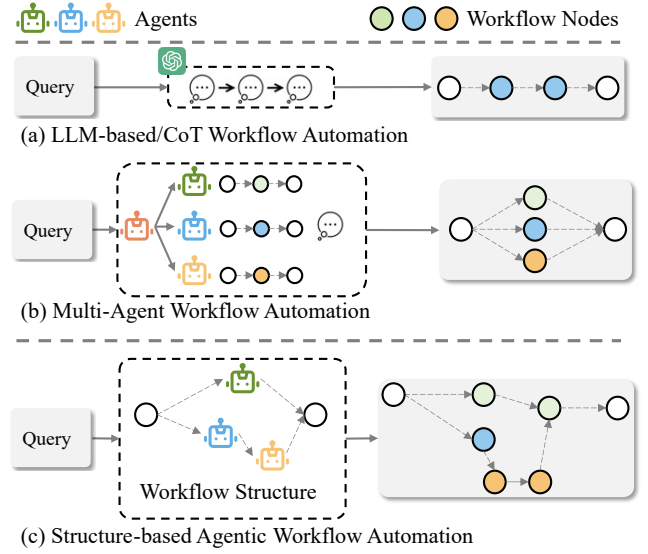 Agents
Workflow Nodes
Query
(a) LLM-based/CoT Workflow Automation
Query
(b) Multi-Agent Workflow Automation
Query
Workflow Structure
(c) Structure-based Agentic Workflow Automation